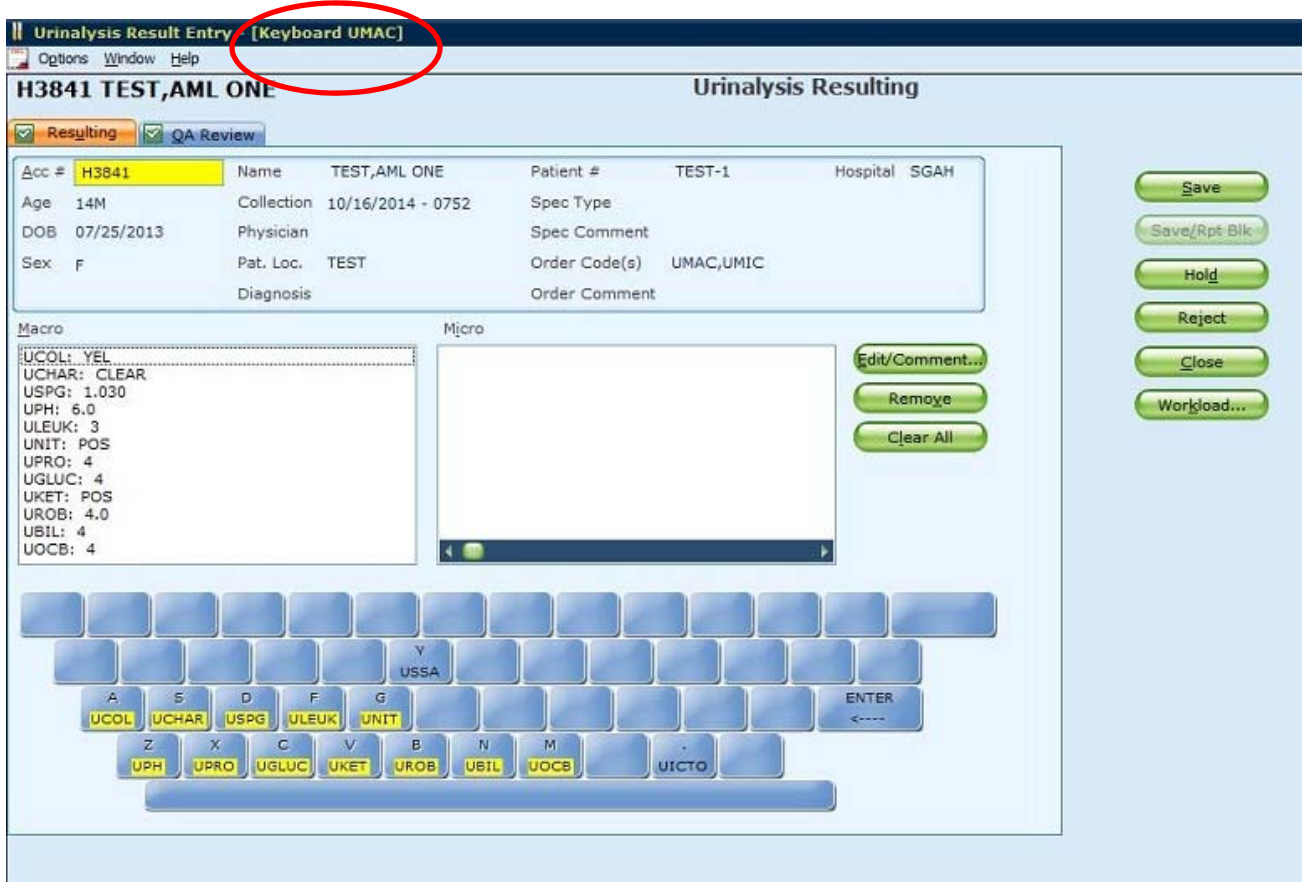 Urinalysis Result Entry - [Keyboard UMAC]
Options Window Help
H3841 TEST,AML ONE Urinalysis Resulting
Resulting QA Review
Acc # H3841 Name TEST,AML ONE Patient # TEST-1 Hospital SGAH
Age 14M Collection 10/16/2014 - 0752 Spec Type
DOB 07/25/2013 Physician Spec Comment
Sex F Pat. Loc. TEST Order Code(s) UMAC,UMIC
Diagnosis Order Comment
Save
Save/Rpt Blk
Hold
Reject
Close
Workload...
Macro Micro
UCOL: YEL
UCHAR: CLEAR
USPG: 1.030
UPH: 6.0
ULEUK: 3
UNIT: POS
UPRO: 4
UGLUC: 4
UKET: POS
UROB: 4.0
UBIL: 4
UOCB: 4
Edit/Comment...
Remove
Clear All
Y
USSA
A S D F G ENTER
UCOL UCHAR USPG ULEUK UNIT <----
Z X C V B N M .
UPH UPRO UGLUC UKET UROB UBIL UOCB UICTO